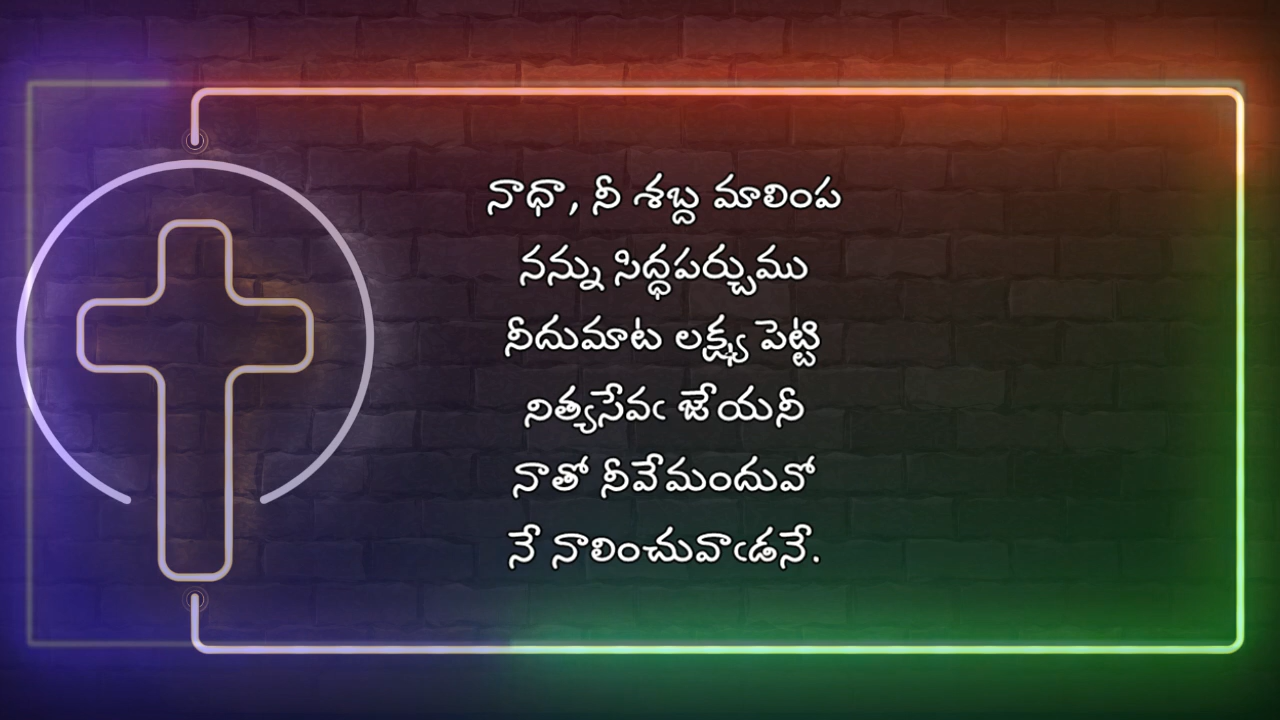 నాధా, నీ శబ్ద మాలింప
నన్ను సిద్ధపర్చుము
నీదుమాట లక్ష్య పెట్టి
నిత్యసేవఁ జేయనీ
నాతో నీవేమందువో
నే నాలించువాఁడనే.